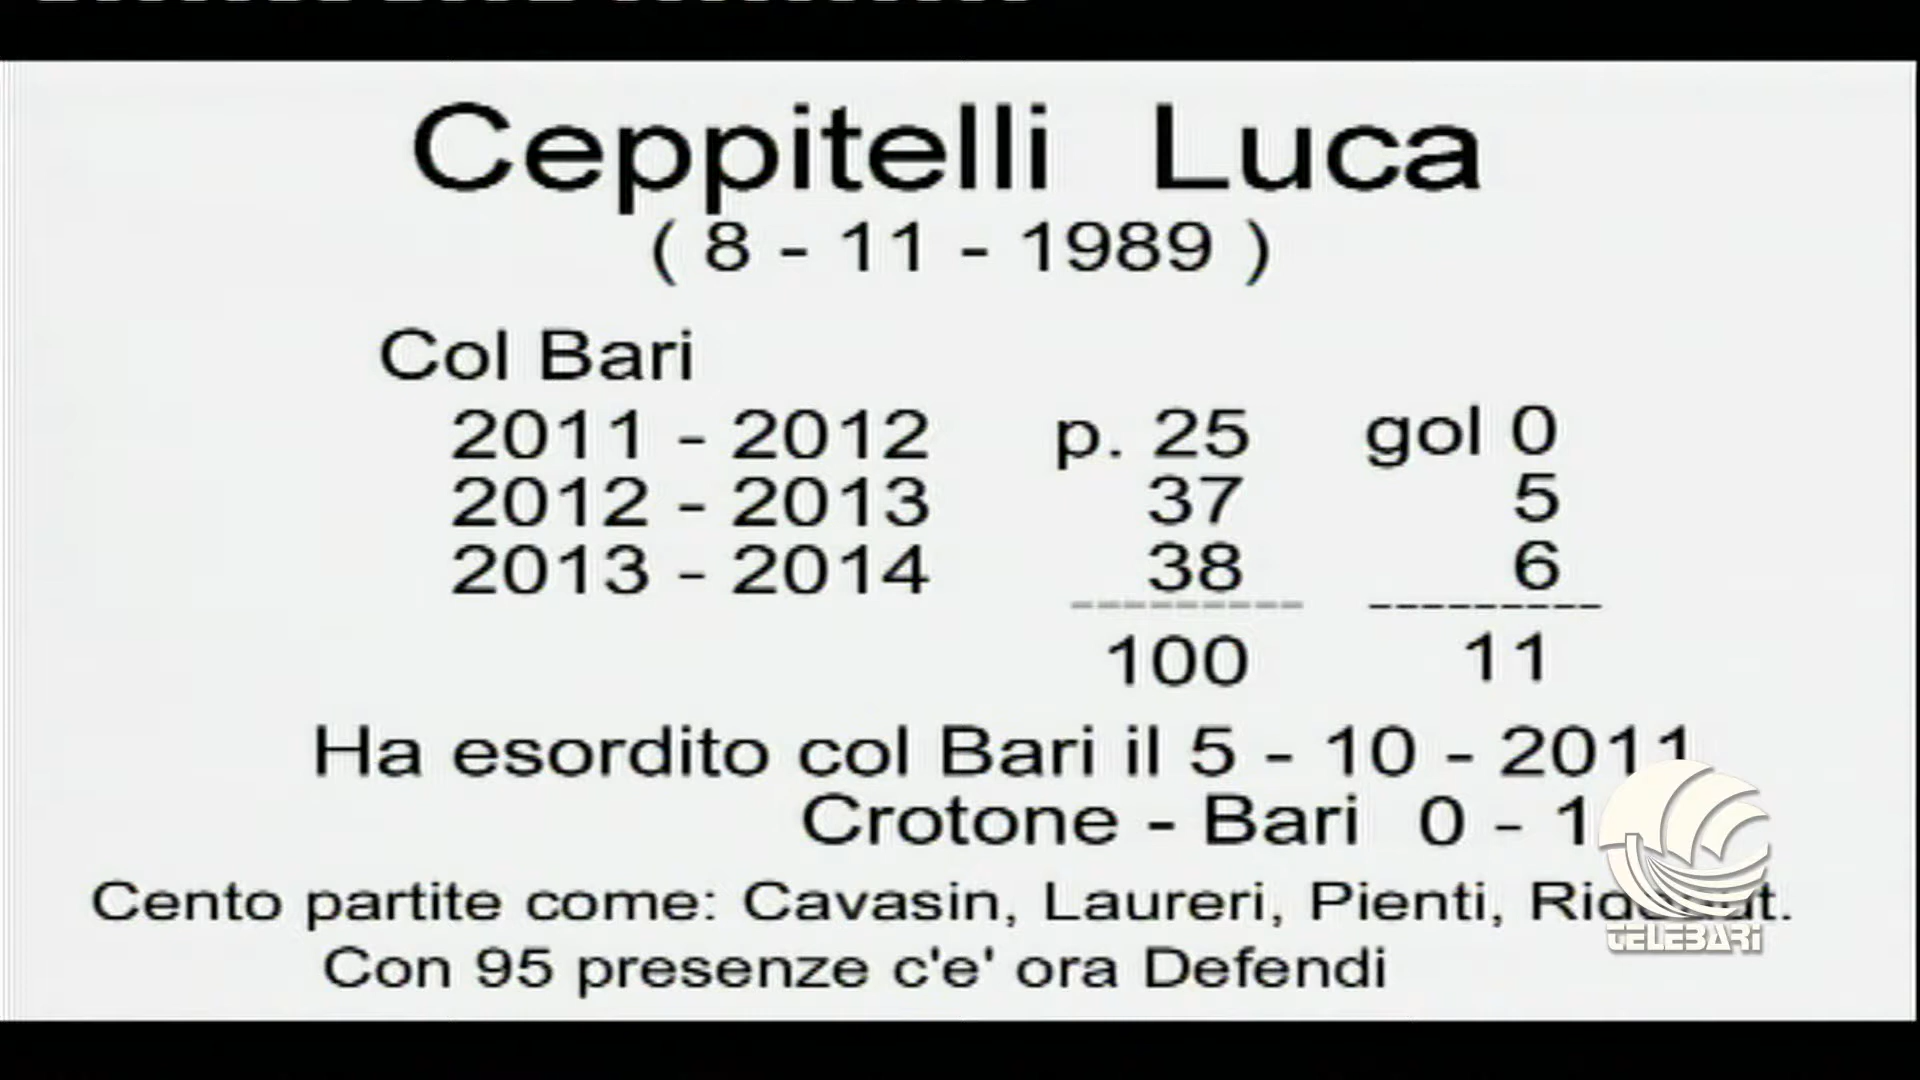 Ceppitelli Luca
( 8 - 11 - 1989 )
Col Bari
2011 - 2012 p. 25 gol 0
2012 - 2013 37 5
2013 - 2014 38 6
--------- ---------
100 11
Ha esordito col Bari il 5 - 10 - 2011
Crotone - Bari 0 - 1
Cento partite come: Cavasin, Laureri, Pienti,
Con 95 presenze c'e' ora Defendi
TELEBARI